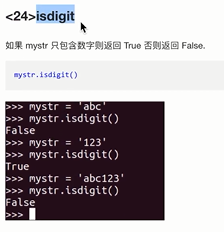 <24>isdigit
如果 mystr 只包含数字则返回 True 否则返回 False.
mystr.isdigit()
>>> mystr = 'abc'
>>> mystr.isdigit()
False
>>> mystr = '123'
>>> mystr.isdigit()
True
>>> mystr = 'abc123'
>>> mystr.isdigit()
False
>>>